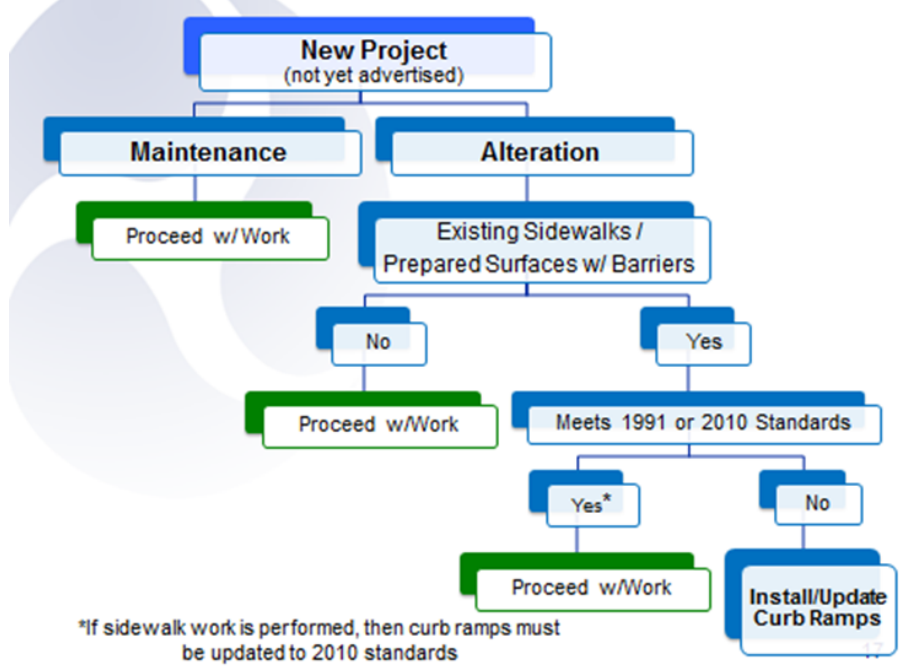 New Project
(not yet advertised)
Maintenance
Alteration
Proceed w/ Work
Existing Sidewalks /
Prepared Surfaces w/ Barriers
No
Yes
Proceed w/Work
Meets 1991 or 2010 Standards
Yes*
No
Proceed w/Work
Install/Update
Curb Ramps
*If sidewalk work is performed, then curb ramps must
be updated to 2010 standards
17